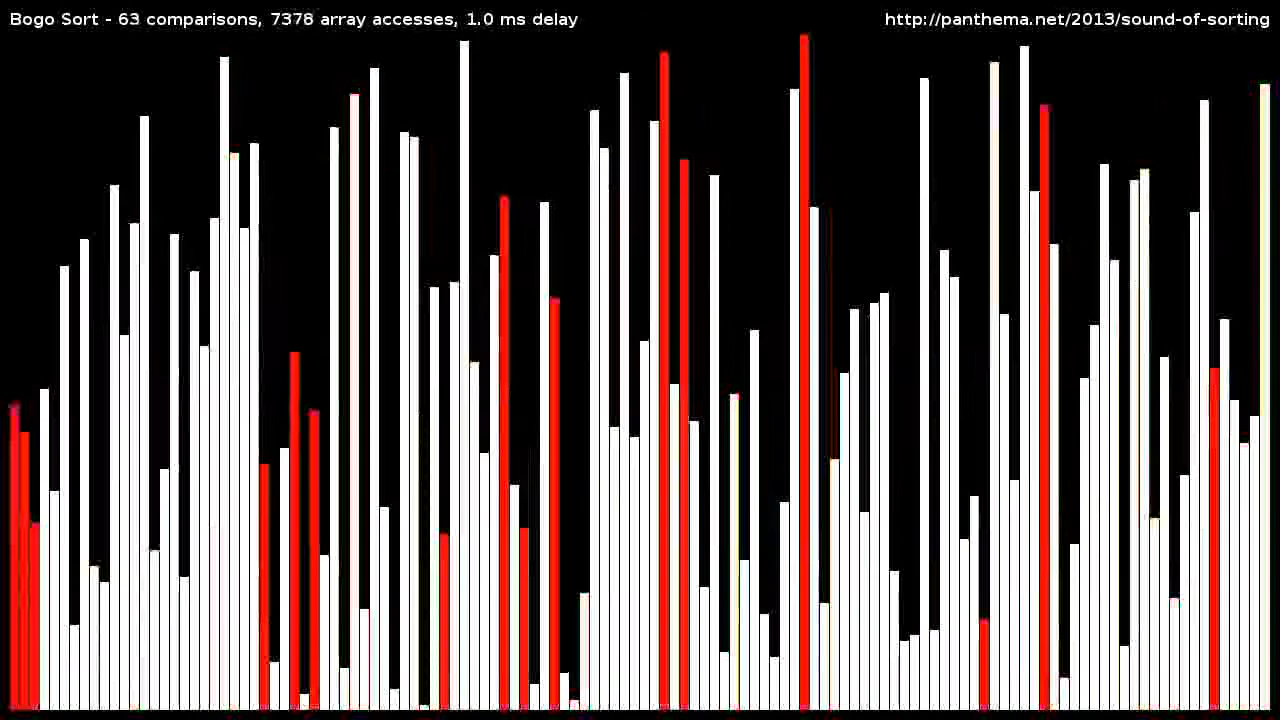 Bogo Sort - 63 comparisons, 7378 array accesses, 1.0 ms delay
http://panthema.net/2013/sound-of-sorting